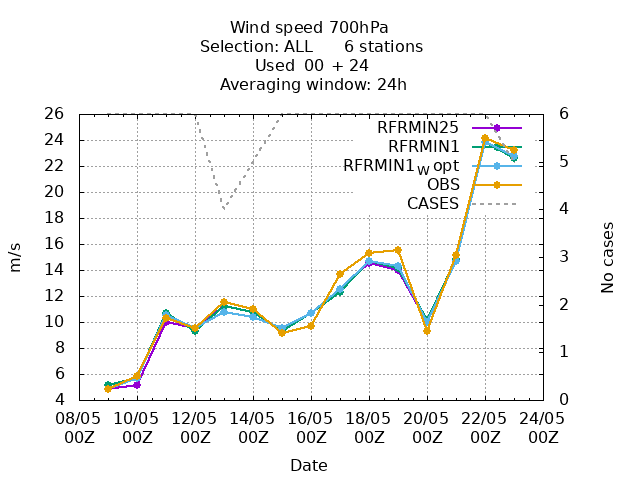 Wind speed 700hPa
Selection: ALL 6 stations
Used 00 + 24
Averaging window: 24h
RFRMIN25
RFRMIN1
RFRMIN1w opt
OBS
CASES
26
24
22
20
18
16
14
12
10
8
6
4
m/s
6
5
4
3
2
1
0
No cases
08/05 10/05 12/05 14/05 16/05 18/05 20/05 22/05 24/05
00Z 00Z 00Z 00Z 00Z 00Z 00Z 00Z 00Z
Date